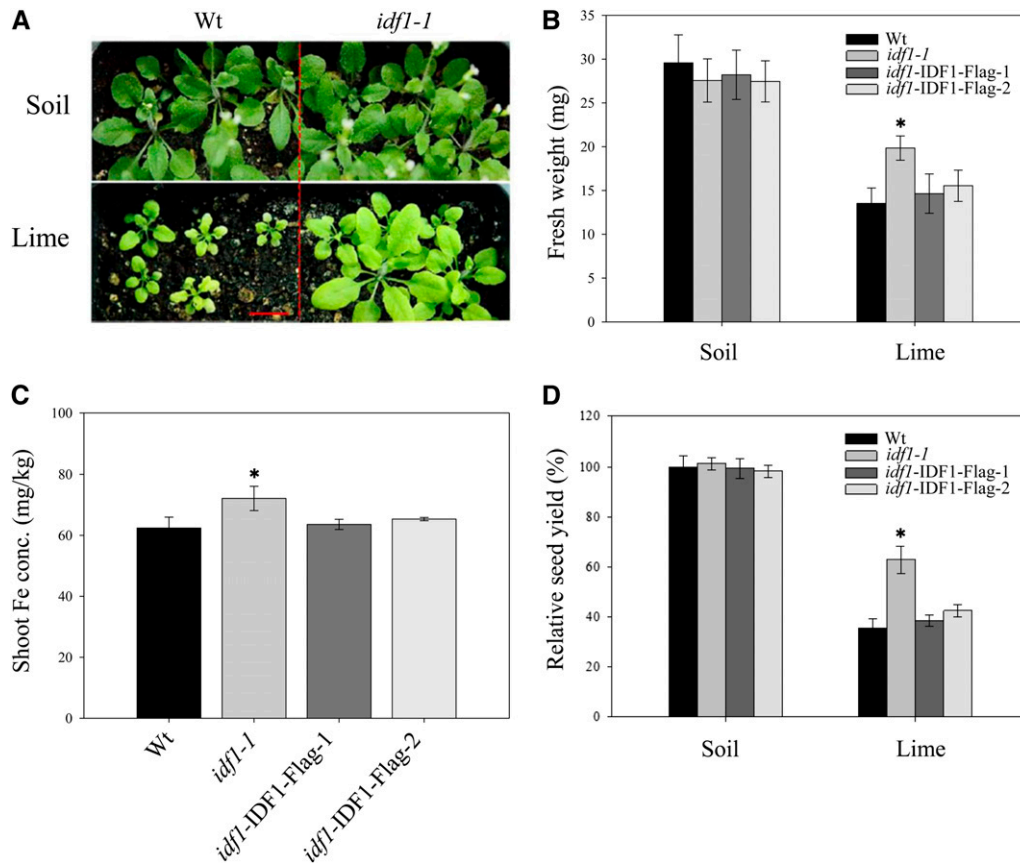 A
Wt
idf1-1
Soil
Lime
B
Fresh weight (mg)
35
30
25
20
15
10
5
0
Wt
idf1-1
idf1-IDF1-Flag-1
idf1-IDF1-Flag-2
*
Soil
Lime
C
Shoot Fe conc. (mg/kg)
100
80
60
40
20
0
*
Wt
idf1-1
idf1-IDF1-Flag-1
idf1-IDF1-Flag-2
D
Relative seed yield (%)
120
100
80
60
40
20
0
Wt
idf1-1
idf1-IDF1-Flag-1
idf1-IDF1-Flag-2
*
Soil
Lime